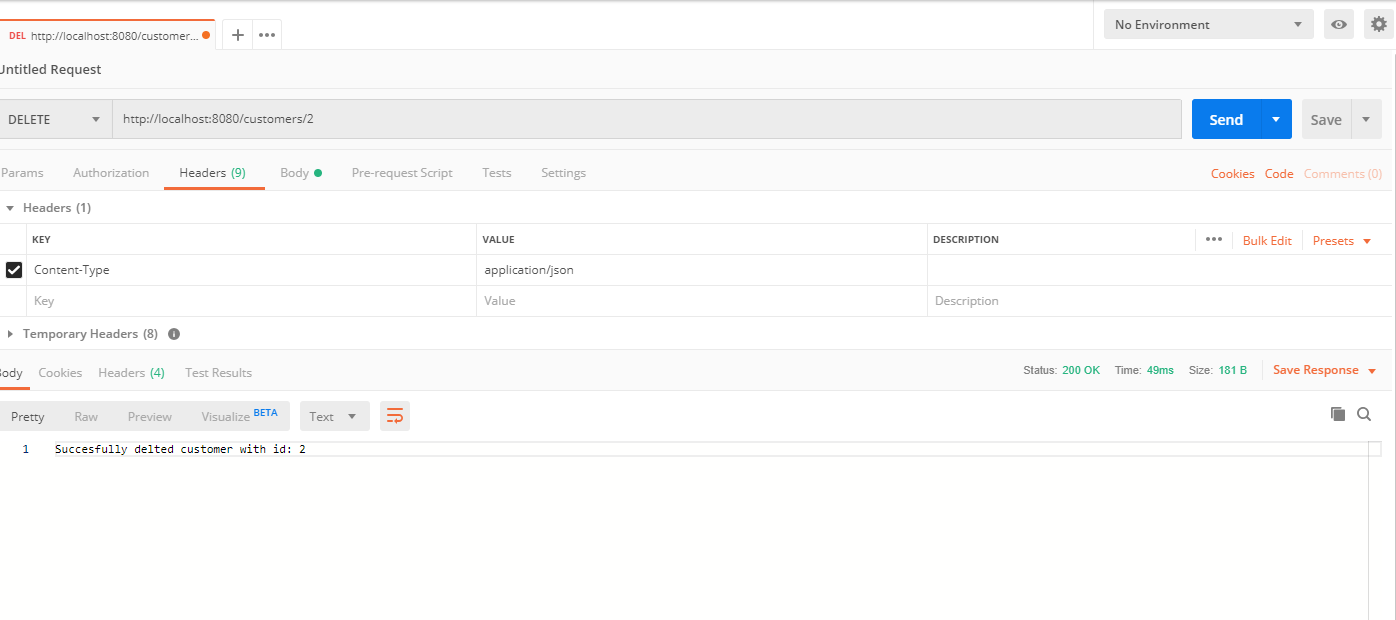 DEL http://localhost:8080/customer...
No Environment
Untitled Request
DELETE http://localhost:8080/customers/2 Send Save
Params Authorization Headers (9) Body Pre-request Script Tests Settings Cookies Code Comments (0)
Headers (1)
KEY VALUE DESCRIPTION Bulk Edit Presets
Content-Type application/json
Key Value Description
Temporary Headers (8)
Body Cookies Headers (4) Test Results Status: 200 OK Time: 49ms Size: 181 B Save Response
Pretty Raw Preview Visualize BETA Text
1 Succesfully delted customer with id: 2